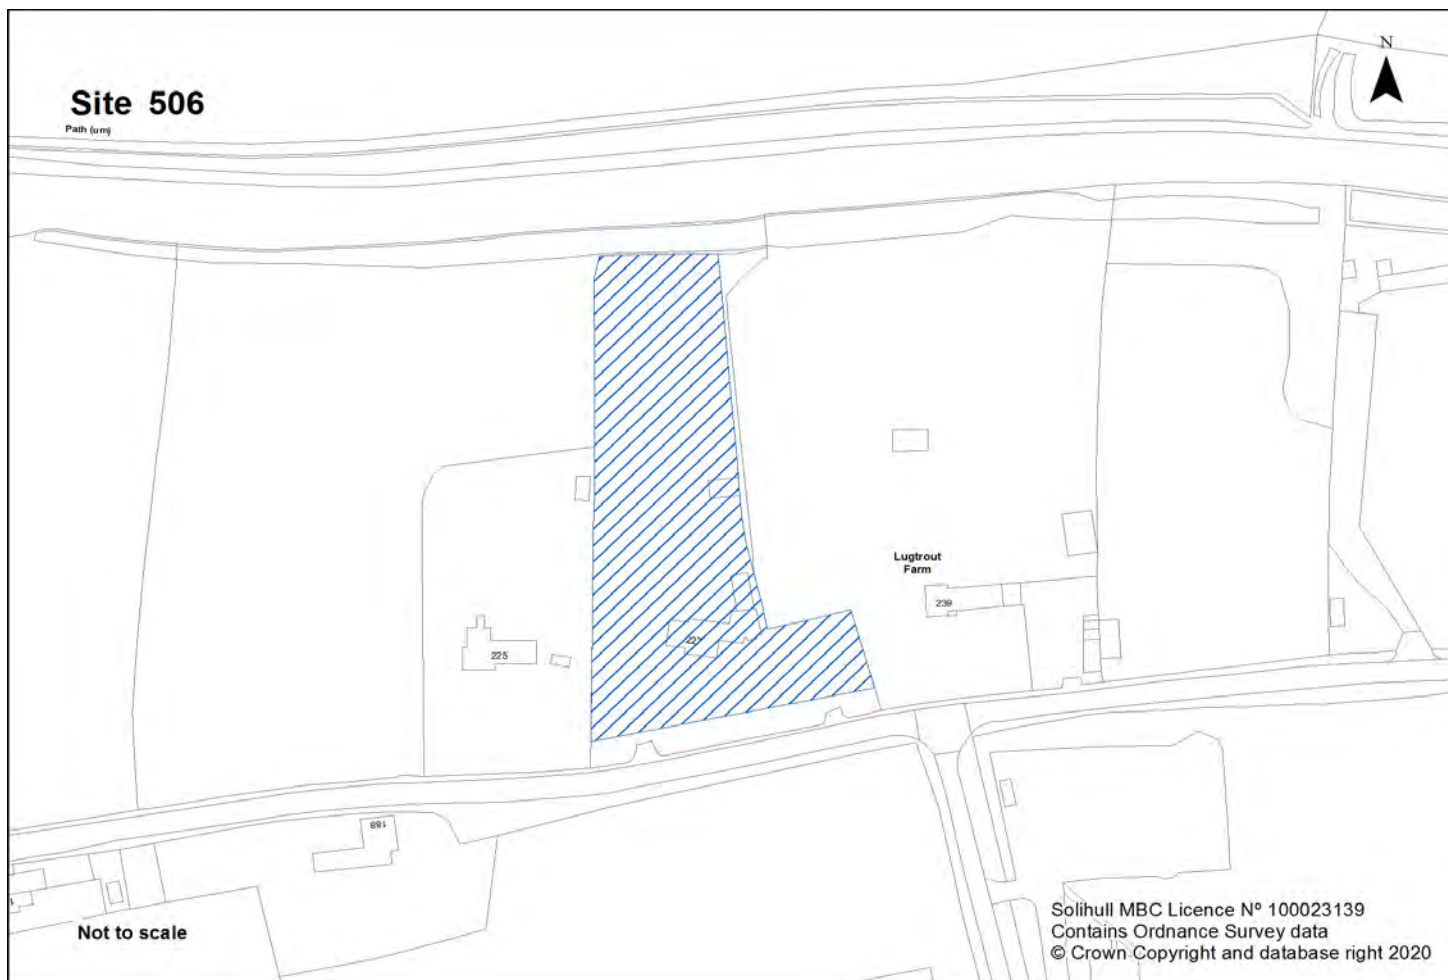 N
Site 506
Path (um)
Lugtrout
Farm
239
225
188
Not to scale
Solihull MBC Licence Nº 100023139
Contains Ordnance Survey data
© Crown Copyright and database right 2020